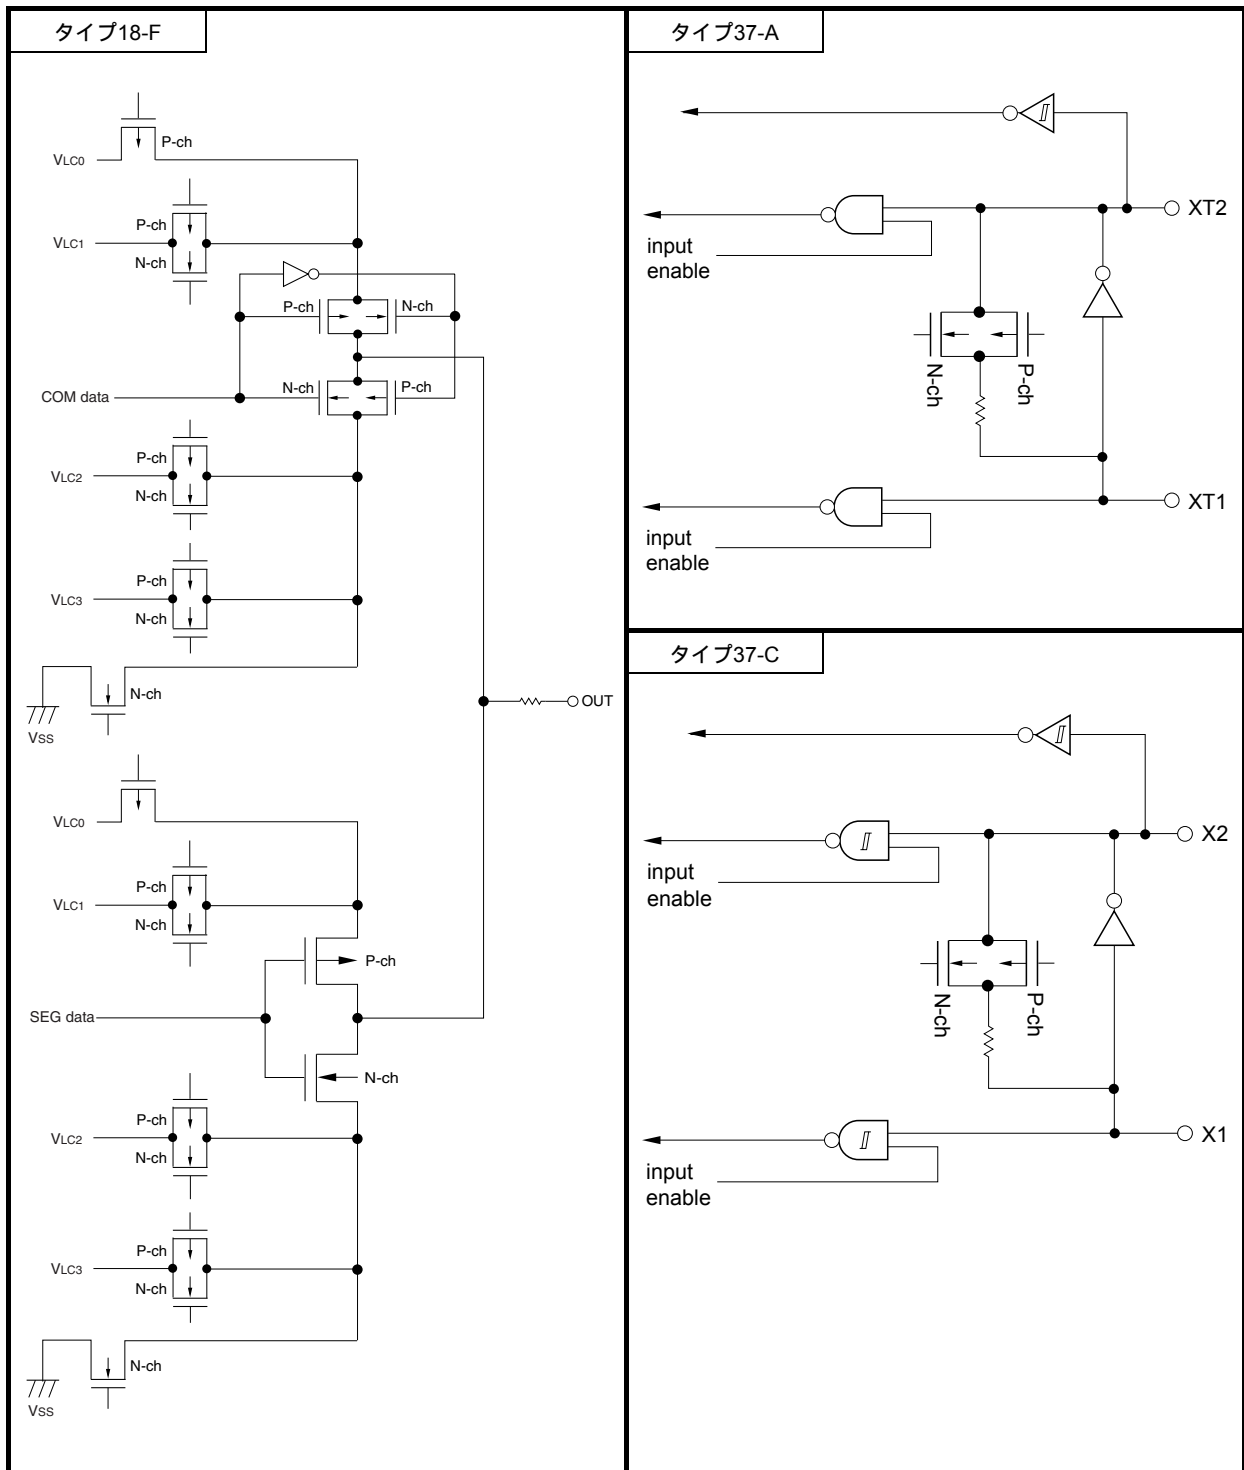 タイプ18-F
P-ch
VLC0
P-ch
VLC1
N-ch
P-ch
N-ch
N-ch
P-ch
COM data
P-ch
VLC2
N-ch
P-ch
VLC3
N-ch
N-ch
VSS
OUT
VLC0
P-ch
VLC1
N-ch
P-ch
SEG data
N-ch
P-ch
VLC2
N-ch
P-ch
VLC3
N-ch
N-ch
VSS
タイプ37-A
XT2
input
enable
N-ch
P-ch
XT1
input
enable
タイプ37-C
X2
input
enable
N-ch
P-ch
X1
input
enable